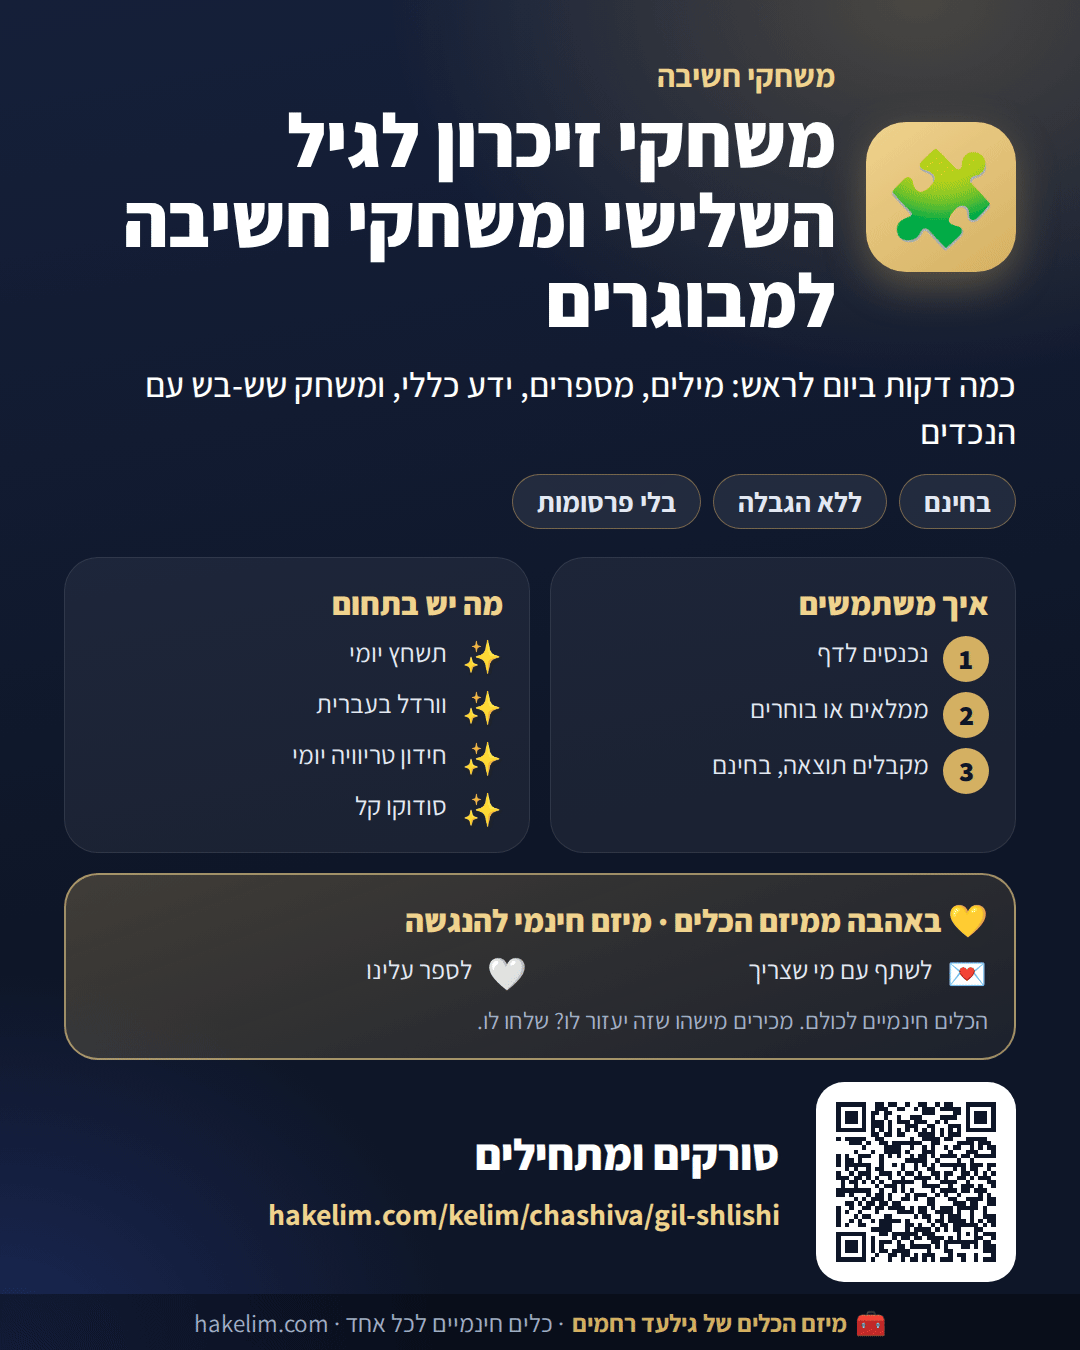 משחקי חשיבה
משחקי זיכרון לגיל
השלישי ומשחקי חשיבה
למבוגרים
כמה דקות ביום לראש: מילים, מספרים, ידע כללי, ומשחק שש-בש עם
הנכדים
בחינם
ללא הגבלה
בלי פרסומות
איך משתמשים
1 נכנסים לדף
2 ממלאים או בוחרים
3 מקבלים תוצאה, בחינם
מה יש בתחום
תשחץ יומי
וורדל בעברית
חידון טריוויה יומי
סודוקו קל
באהבה ממיזם הכלים · מיזם חינמי להנגשה
לשתף עם מי שצריך
לספר עלינו
הכלים חינמיים לכולם. מכירים מישהו שזה יעזור לו? שלחו לו.
סורקים ומתחילים
hakelim.com/kelim/chashiva/gil-shlishi
מיזם הכלים של גילעד רחמים · כלים חינמיים לכל אחד · hakelim.com